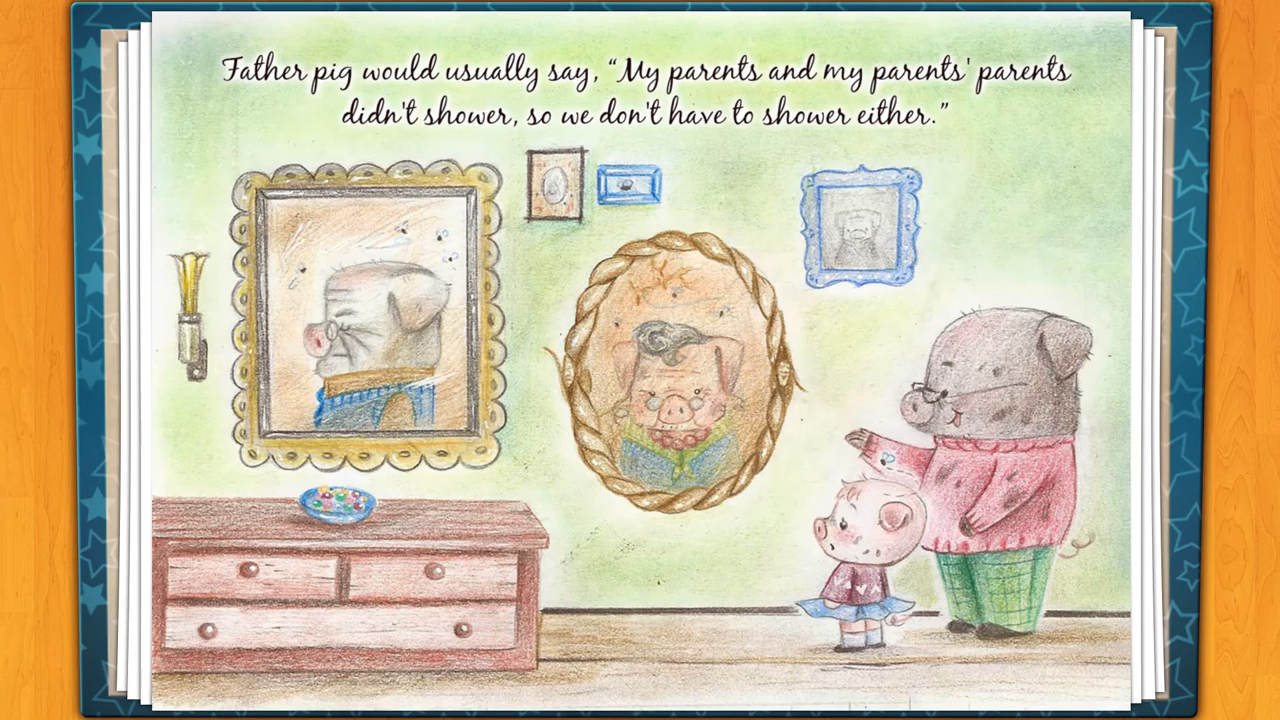 Father pig would usually say, “My parents and my parents' parents
didn't shower, so we don't have to shower either.”